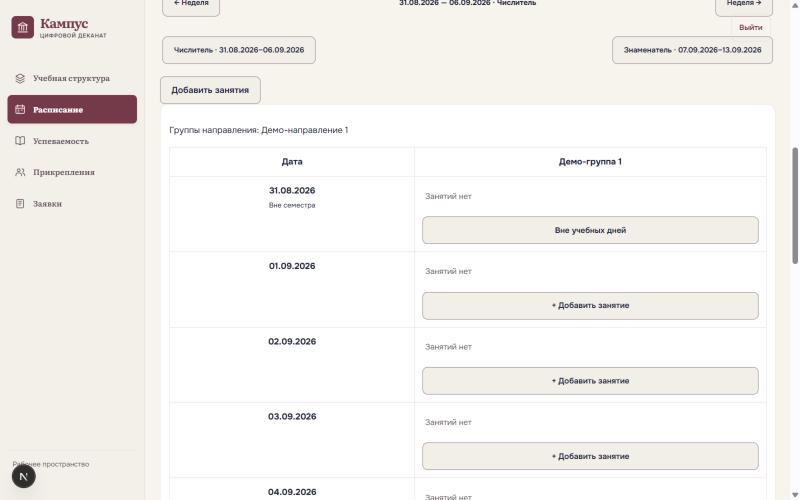 Кампус
ЦИФРОВОЙ ДЕКАНАТ
Учебная структура
Расписание
Успеваемость
Прикрепления
Заявки
Рабочее пространство
N
← Неделя
31.08.2026 — 06.09.2026 · Числитель
Неделя →
Выйти
Числитель · 31.08.2026–06.09.2026
Знаменатель · 07.09.2026–13.09.2026
Добавить занятия
Группы направления: Демо-направление 1
Дата
Демо-группа 1
31.08.2026
Вне семестра
Занятий нет
Вне учебных дней
01.09.2026
Занятий нет
+ Добавить занятие
02.09.2026
Занятий нет
+ Добавить занятие
03.09.2026
Занятий нет
+ Добавить занятие
04.09.2026
Занятий нет